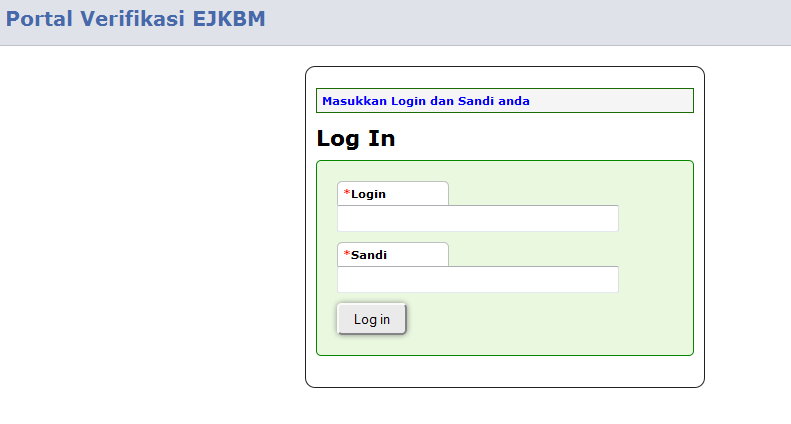 Portal Verifikasi EJKBM
Masukkan Login dan Sandi anda
Log In
*Login
*Sandi
Log in